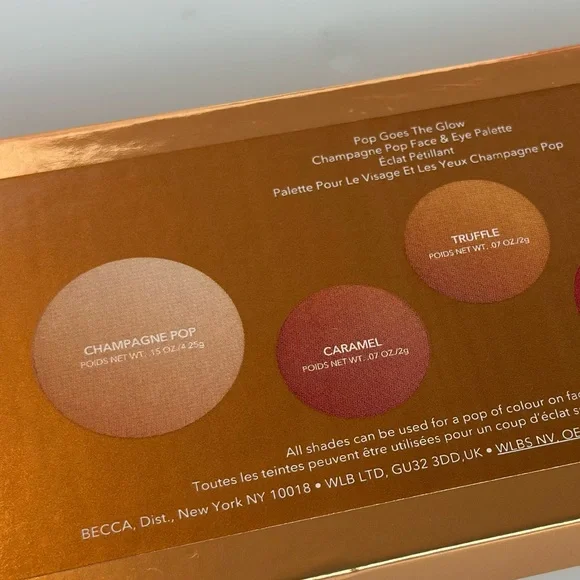 Pop Goes The Glow
Champagne Pop Face & Eye Palette
Éclat Pétillant
Palette Pour Le Visage Et Les Yeux Champagne Pop
TRUFFLE
POIDS NET WT. .07 OZ./2g
CHAMPAGNE POP
POIDS NET WT. .15 OZ./4.25g
CARAMEL
POIDS NET WT. .07 OZ./2g
All shades can be used for a pop of colour on
Toutes les teintes peuvent être utilisées pour un coup d'éclat
BECCA, Dist., New York NY 10018 • WLB LTD, GU32 3DD,UK • WLBS NV, OE